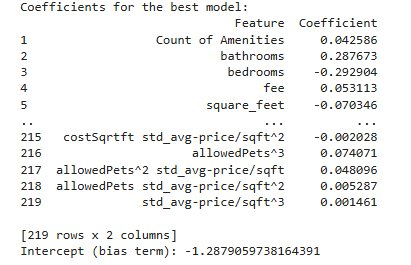 Coefficients for the best model:
Feature Coefficient
1 Count of Amenities 0.042586
2 bathrooms 0.287673
3 bedrooms -0.292904
4 fee 0.053113
5 square_feet -0.070346
.. ... ...
215 costSqrtft std_avg-price/sqft^2 -0.002028
216 allowedPets^3 0.074071
217 allowedPets^2 std_avg-price/sqft 0.048096
218 allowedPets std_avg-price/sqft^2 0.005287
219 std_avg-price/sqft^3 0.001461
[219 rows x 2 columns]
Intercept (bias term): -1.2879059738164391